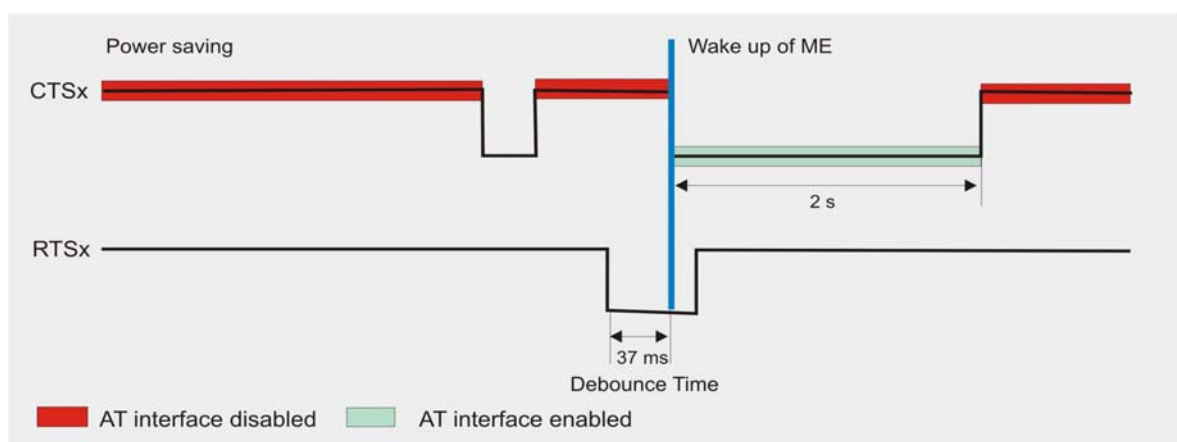 Power saving
Wake up of ME
CTSx
2 s
RTSx
37 ms
Debounce Time
AT interface disabled
AT interface enabled